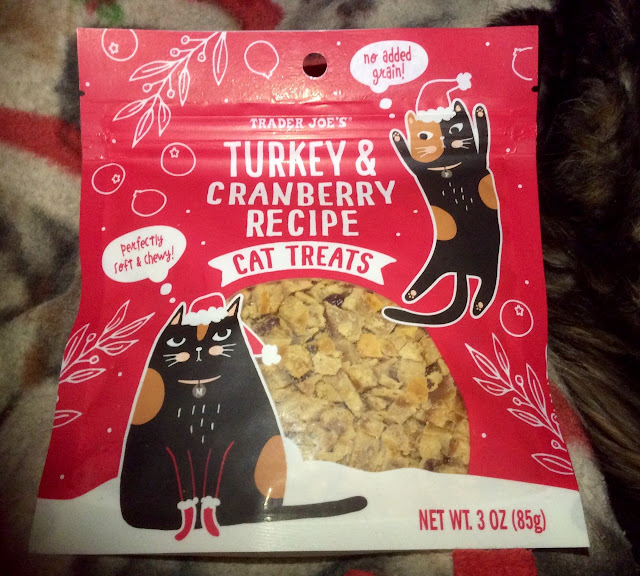 no added
grain!
TRADER JOE'S®
TURKEY &
CRANBERRY
RECIPE
CAT TREATS
perfectly
soft & chewy!
M
NET WT. 3 OZ (85g)